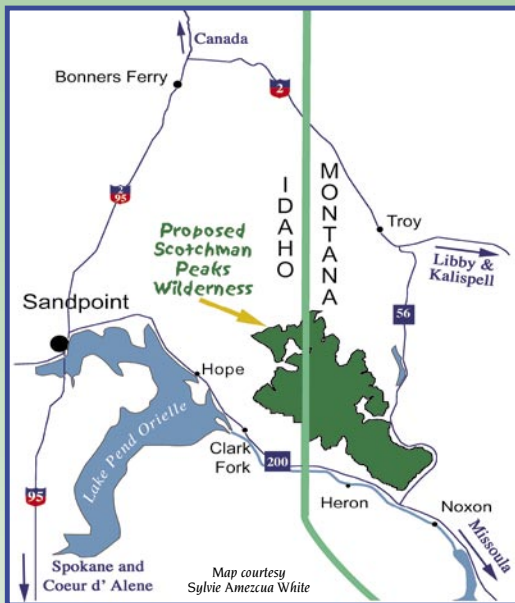 Canada
Bonners Ferry
2
2
95
IDAHO
MONTANA
Troy
Proposed
Scotchman
Peaks
Wilderness
Libby &
Kalispell
Sandpoint
56
Hope
Lake Pend Orielle
Clark
Fork
200
Heron
Noxon
95
Missoula
Spokane and
Coeur d' Alene
Map courtesy
Sylvie Amezcua White